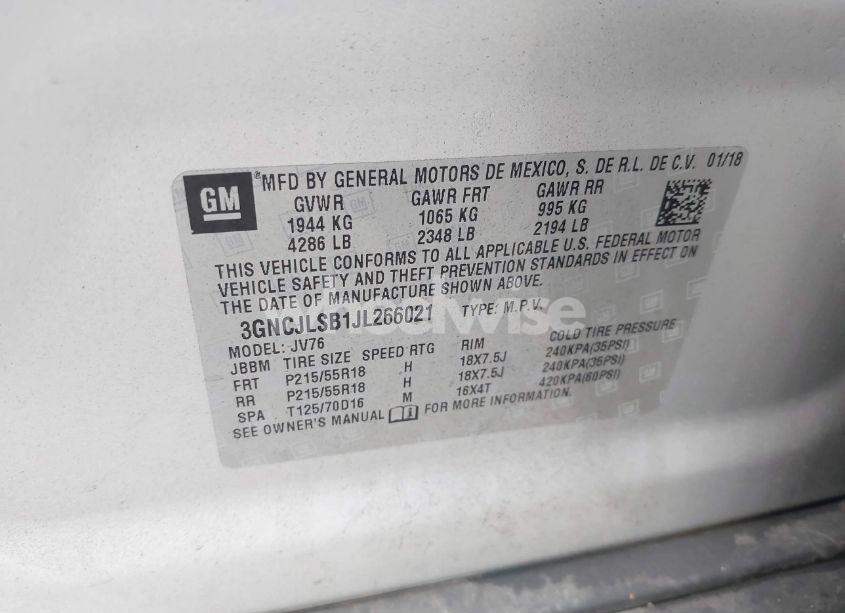 GM
®MFD BY GENERAL MOTORS DE MEXICO, S. DE R.L. DE C.V. 01/18
GVWR GAWR FRT GAWR RR
1944 KG 1065 KG 995 KG
4286 LB 2348 LB 2194 LB
THIS VEHICLE CONFORMS TO ALL APPLICABLE U.S. FEDERAL MOTOR
VEHICLE SAFETY AND THEFT PREVENTION STANDARDS IN EFFECT ON
THE DATE OF MANUFACTURE SHOWN ABOVE.
3GNCJLSB1JL266021 TYPE: M.P.V.
MODEL: JV76
JBBM TIRE SIZE SPEED RTG RIM COLD TIRE PRESSURE
FRT P215/55R18 H 18X7.5J 240KPA(35PSI)
RR P215/55R18 H 18X7.5J 240KPA(35PSI)
SPA T125/70D16 M 16X4T 420KPA(60PSI)
SEE OWNER'S MANUAL FOR MORE INFORMATION.
wheelwise